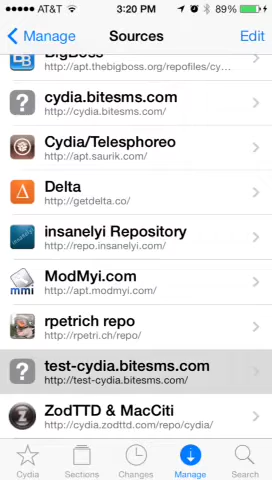 AT&T 3:20 PM 89%
Manage Sources Edit
BigBoss
http://apt.thebigboss.org/repofiles/cy…
cydia.bitesms.com
http://cydia.bitesms.com/
Cydia/Telesphoreo
http://apt.saurik.com/
Delta
http://getdelta.co/
insanelyi Repository
http://repo.insanelyi.com/
ModMyi.com
http://apt.modmyi.com/
mmi
rpetrich repo
http://rpetri.ch/repo/
test-cydia.bitesms.com
http://test-cydia.bitesms.com/
ZodTTD & MacCiti
http://cydia.zodttd.com/repo/cydia/
Cydia Sections Changes Manage Search